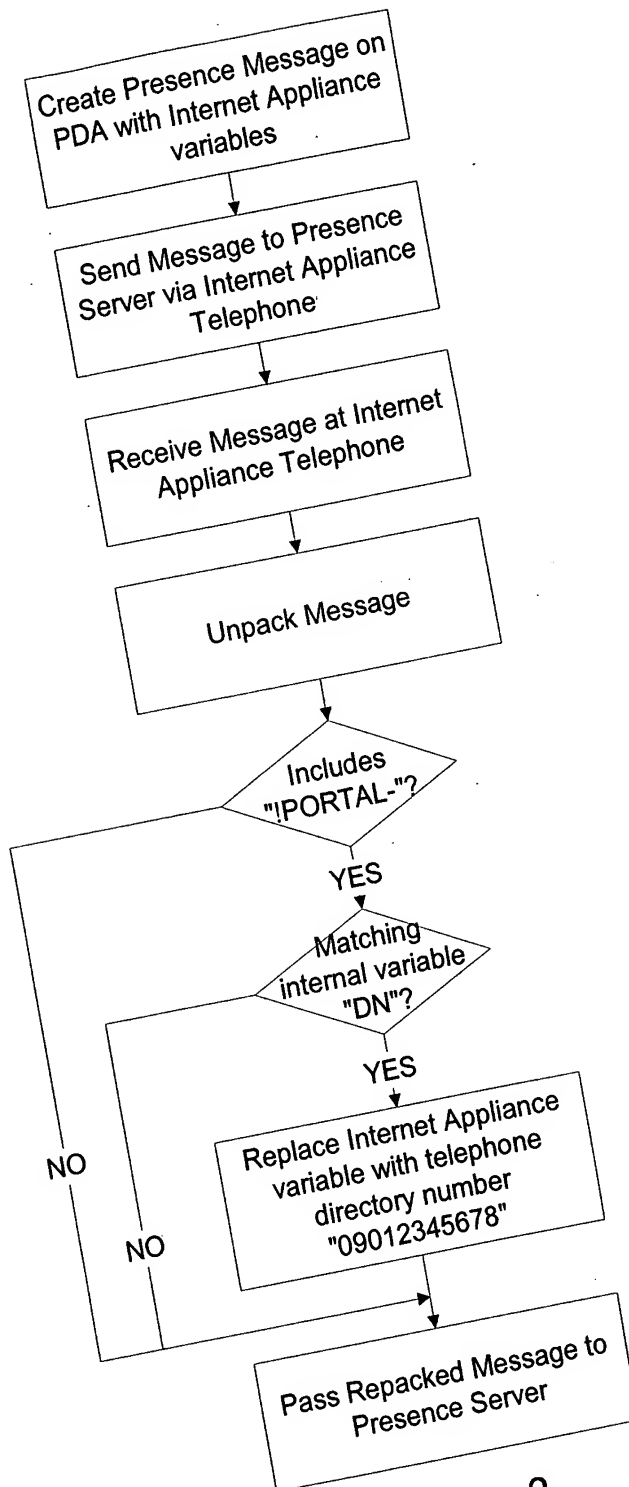 Create Presence Message on
PDA with Internet Appliance
variables
Send Message to Presence
Server via Internet Appliance
Telephone
Receive Message at Internet
Appliance Telephone
Unpack Message
Includes
"!PORTAL-"?
YES
Matching
internal variable
"DN"?
YES
Replace Internet Appliance
variable with telephone
directory number
"09012345678"
NO
NO
Pass Repacked Message to
Presence Server